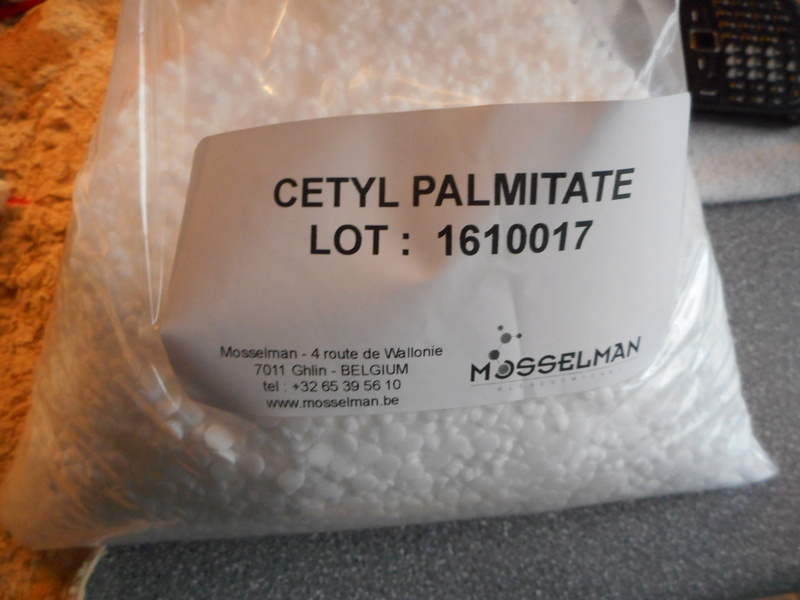 CETYL PALMITATE
LOT : 1610017
Mosselman - 4 route de Wallonie
7011 Ghlin - BELGIUM
tel : +32 65 39 56 10
www.mosselman.be
MOSSELMAN